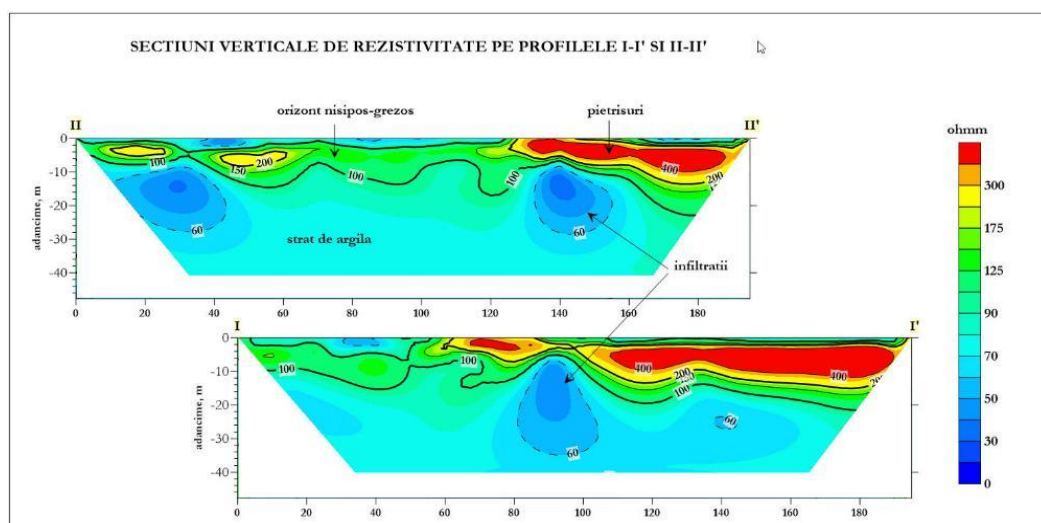 SECTIUNI VERTICALE DE REZISTIVITATE PE PROFILELE I-I' SI II-II'
orizont nisipos-grezos
pietrisuri
II
II'
ohmm
0
-10
-20
-30
-40
adancime, m
100
150
200
100
100
400
200
60
60
strat de argila
infiltratii
0 20 40 60 80 100 120 140 160 180
I
I'
0
-10
-20
-30
-40
adancime, m
100
100
400
200
100
400
60
60
0 20 40 60 80 100 120 140 160 180
300
175
125
90
70
50
30
0